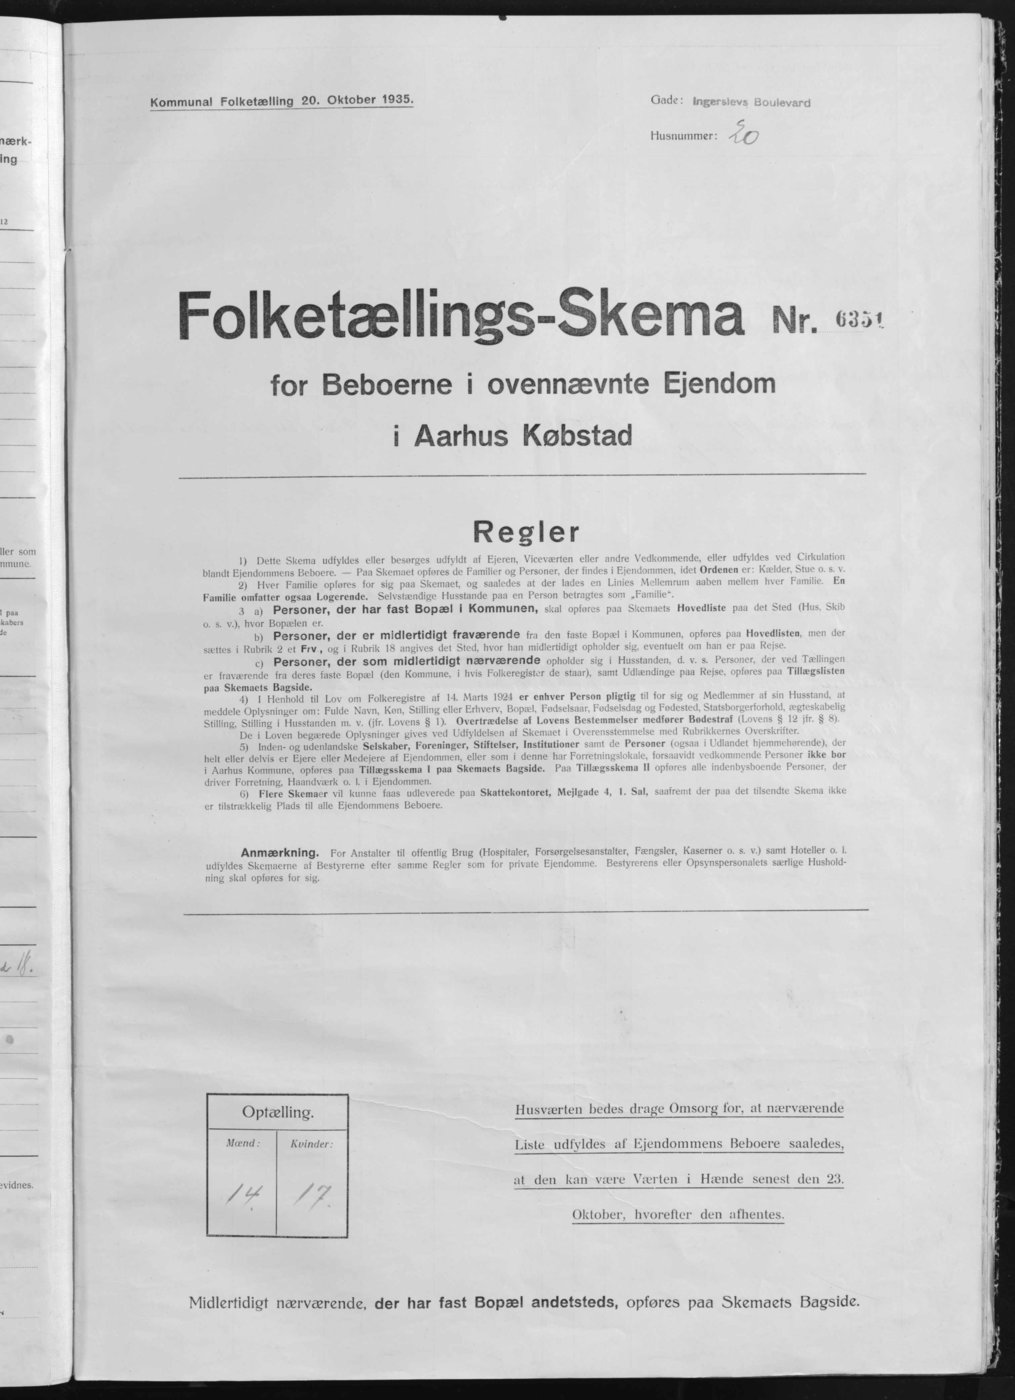 Kommunal Folketælling 20. Oktober 1935.
Gade: Ingerslevs Boulevard
Husnummer: 20
Folketællings-Skema Nr. 6351
for Beboerne i ovennævnte Ejendom
i Aarhus Købstad
Regler
1) Dette Skema udfyldes eller besørges udfyldt af Ejeren, Viceværten eller andre Vedkommende, eller udfyldes ved Cirkulation
blandt Ejendommens Beboere. — Paa Skemaet opføres de Familier og Personer, der findes i Ejendommen, idet Ordenen er: Kælder, Stue o. s. v.
2) Hver Familie opføres for sig paa Skemaet, og saaledes at der lades en Linies Mellemrum aaben mellem hver Familie. En
Familie omfatter ogsaa Logerende. Selvstændige Husstande paa en Person betragtes som „Familie“.
3 a) Personer, der har fast Bopæl i Kommunen, skal opføres paa Skemaets Hovedliste paa det Sted (Hus, Skib
o. s. v.), hvor Bopælen er.
b) Personer, der er midlertidigt fraværende fra den faste Bopæl i Kommunen, opføres paa Hovedlisten, men der
sættes i Rubrik 2 et Frv., og i Rubrik 18 angives det Sted, hvor han midlertidigt opholder sig, eventuelt om han er paa Rejse.
c) Personer, der som midlertidigt nærværende opholder sig i Husstanden, d. v. s. Personer, der ved Tællingen
er fraværende fra deres faste Bopæl (den Kommune, i hvis Folkeregister de staar), samt Udlændinge paa Rejse, opføres paa Tillægslisten
paa Skemaets Bagside.
4) I Henhold til Lov om Folkeregistre af 14. Marts 1924 er enhver Person pligtig til for sig og Medlemmer af sin Husstand, at
meddele Oplysninger om: Fulde Navn, Køn, Stilling eller Erhverv, Bopæl, Fødselsaar, Fødselsdag og Fødested, Statsborgerforhold, ægteskabelig
Stilling, Stilling i Husstanden m. v. (jfr. Lovens § 1). Overtrædelse af Lovens Bestemmelser medfører Bødestraf (Lovens § 12 jfr. § 8).
De i Loven begærede Oplysninger gives ved Udfyldelsen af Skemaet i Overensstemmelse med Rubrikkernes Overskrifter.
5) Inden- og udenlandske Selskaber, Foreninger, Stiftelser, Institutioner samt de Personer (ogsaa i Udlandet hjemmehørende), der
helt eller delvis er Ejere eller Medejere af Ejendommen, eller som i denne har Forretningslokale, forsaavidt vedkommende Personer ikke bor
i Aarhus Kommune, opføres paa Tillægsskema I paa Skemaets Bagside. Paa Tillægsskema II opføres alle indenbysboende Personer, der
driver Forretning, Haandværk o. l. i Ejendommen.
6) Flere Skemaer vil kunne faas udleverede paa Skattekontoret, Mejlgade 4, 1. Sal, saafremt der paa det tilsendte Skema ikke
er tilstrækkelig Plads til alle Ejendommens Beboere.
Anmærkning. For Anstalter til offentlig Brug (Hospitaler, Forsørgelsesanstalter, Fængsler, Kaserner o. s. v.) samt Hoteller o. l.
udfyldes Skemaerne af Bestyrerne efter samme Regler som for private Ejendomme. Bestyrerens eller Opsynspersonalets særlige Hushold-
ning skal opføres for sig.
Optælling.
Mænd: Kvinder:
14. 17.
Husværten bedes drage Omsorg for, at nærværende
Liste udfyldes af Ejendommens Beboere saaledes,
at den kan være Værten i Hænde senest den 23.
Oktober, hvorefter den afhentes.
Midlertidigt nærværende, der har fast Bopæl andetsteds, opføres paa Skemaets Bagside.